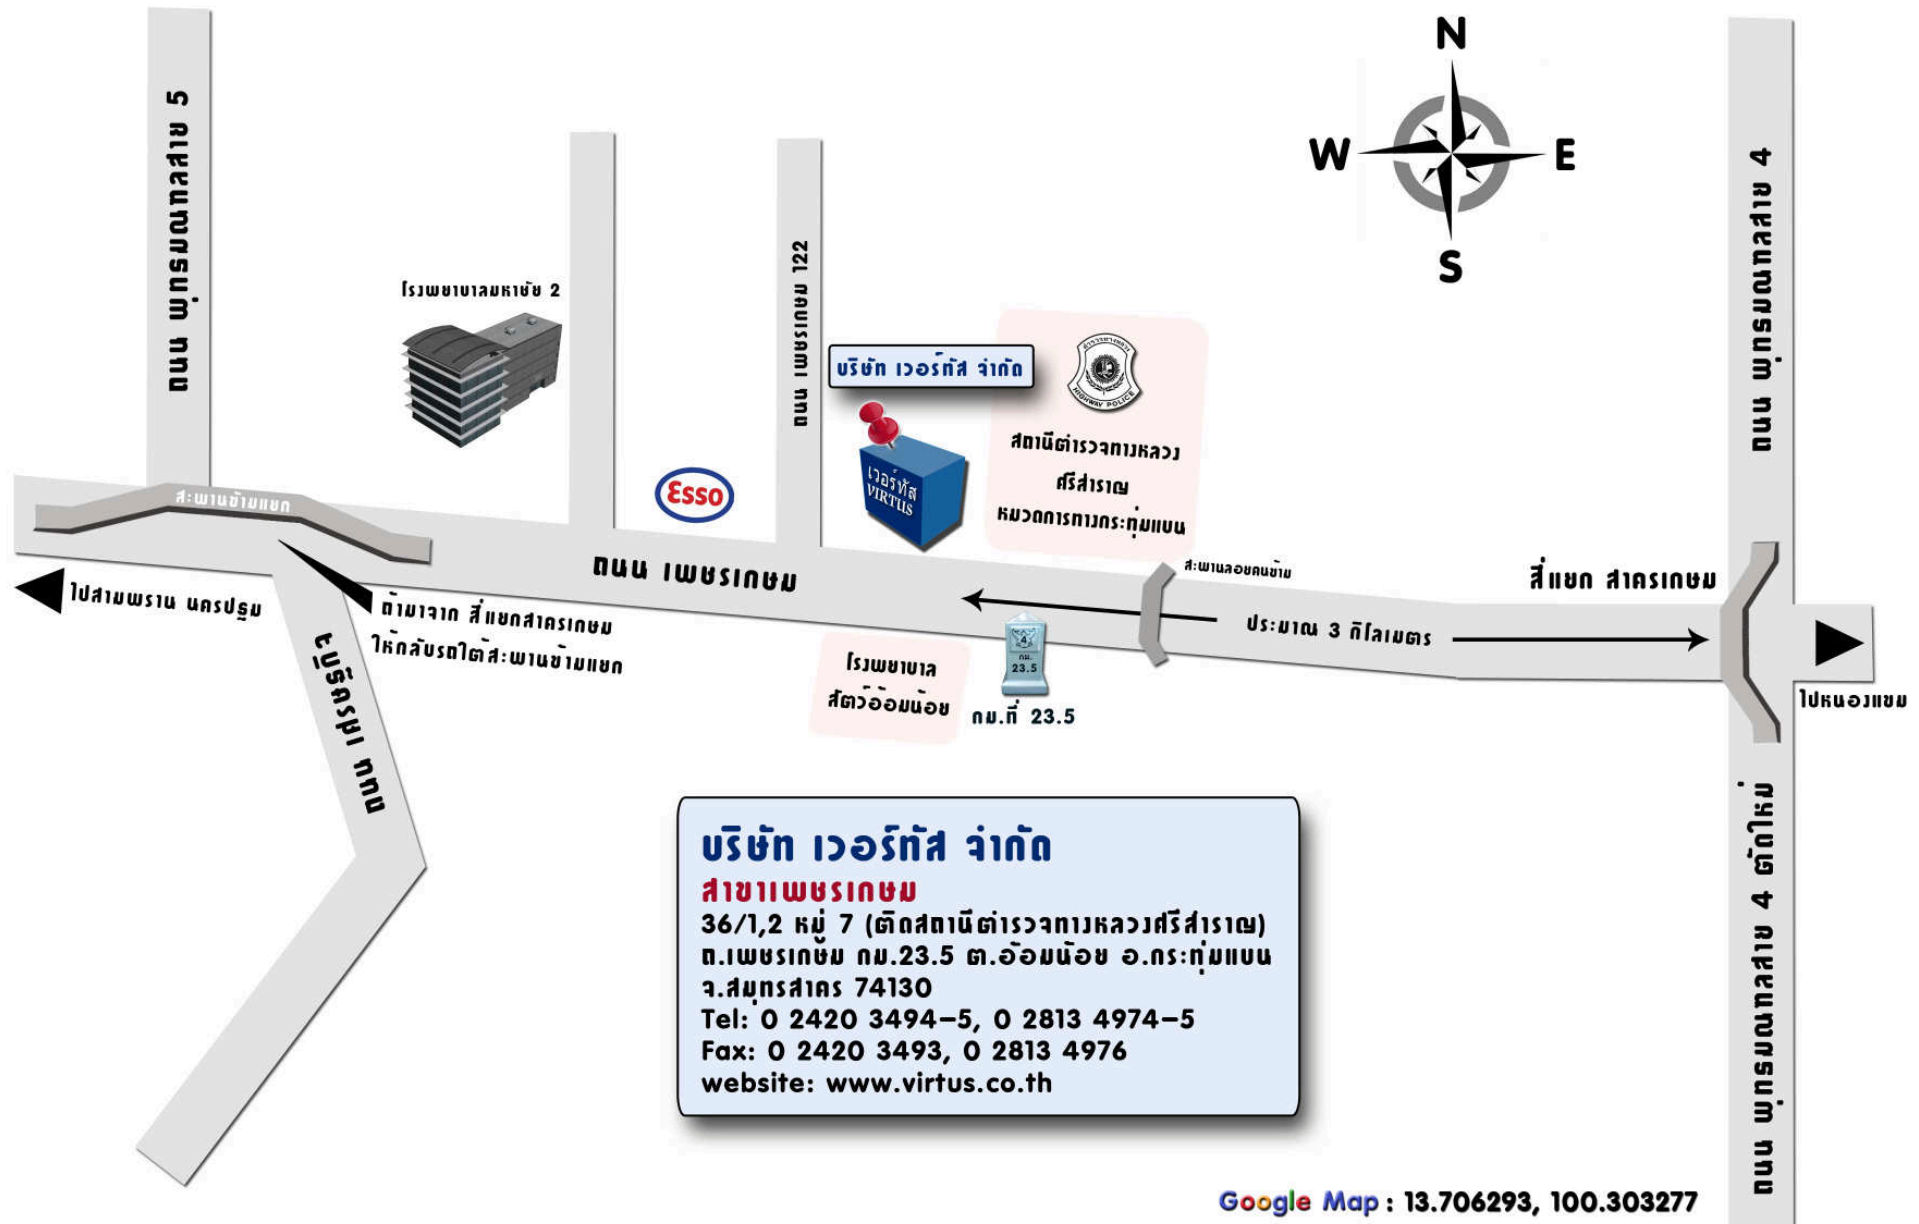 N
W
E
S
ถนน พุทธมณฑลสาย 5
ถนน พุทธมณฑลสาย 4
โรงพยาบาลมหาชัย 2
ถนน เพชรเกษม 122
บริษัท เวอร์ทัส จำกัด
ตำรวจทางหลวง
HIGHWAY POLICE
สถานีตำรวจทางหลวง
ศรีสำราญ
หมวดการทางกระทุ่มแบน
เวอร์ทัส
VIRTUS
Esso
สะพานข้ามแยก
ถนน เพชรเกษม
สะพานลอยคนข้าม
สี่แยก สาครเกษม
ประมาณ 3 กิโลเมตร
ไปสามพราน นครปฐม
ถ้ามาจาก สี่แยกสาครเกษม
ให้กลับรถใต้สะพานข้ามแยก
4
กม.
23.5
โรงพยาบาล
สัตว์อ้อมน้อย
กม.ที่ 23.5
ไปหนองแขม
ถนน เศรษฐกิจ 1
ถนน พุทธมณฑลสาย 4 ตัดใหม่
บริษัท เวอร์ทัส จำกัด
สาขาเพชรเกษม
36/1,2 หมู่ 7 (ติดสถานีตำรวจทางหลวงศรีสำราญ)
ถ.เพชรเกษม กม.23.5 ต.อ้อมน้อย อ.กระทุ่มแบน
จ.สมุทรสาคร 74130
Tel: 0 2420 3494-5, 0 2813 4974-5
Fax: 0 2420 3493, 0 2813 4976
website: www.virtus.co.th
Google Map : 13.706293, 100.303277